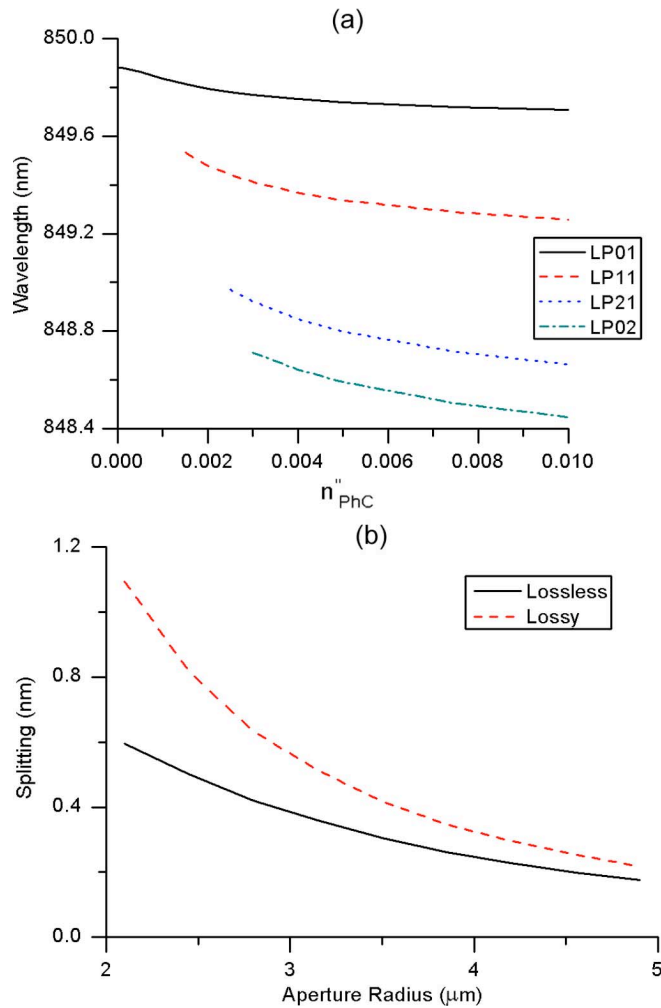 (a)
850.0
849.6
849.2
848.8
848.4
Wavelength (nm)
LP01
LP11
LP21
LP02
0.000 0.002 0.004 0.006 0.008 0.010
n"PhC
(b)
1.2
0.8
0.4
0.0
Splitting (nm)
Lossless
Lossy
2 3 4 5
Aperture Radius (μm)